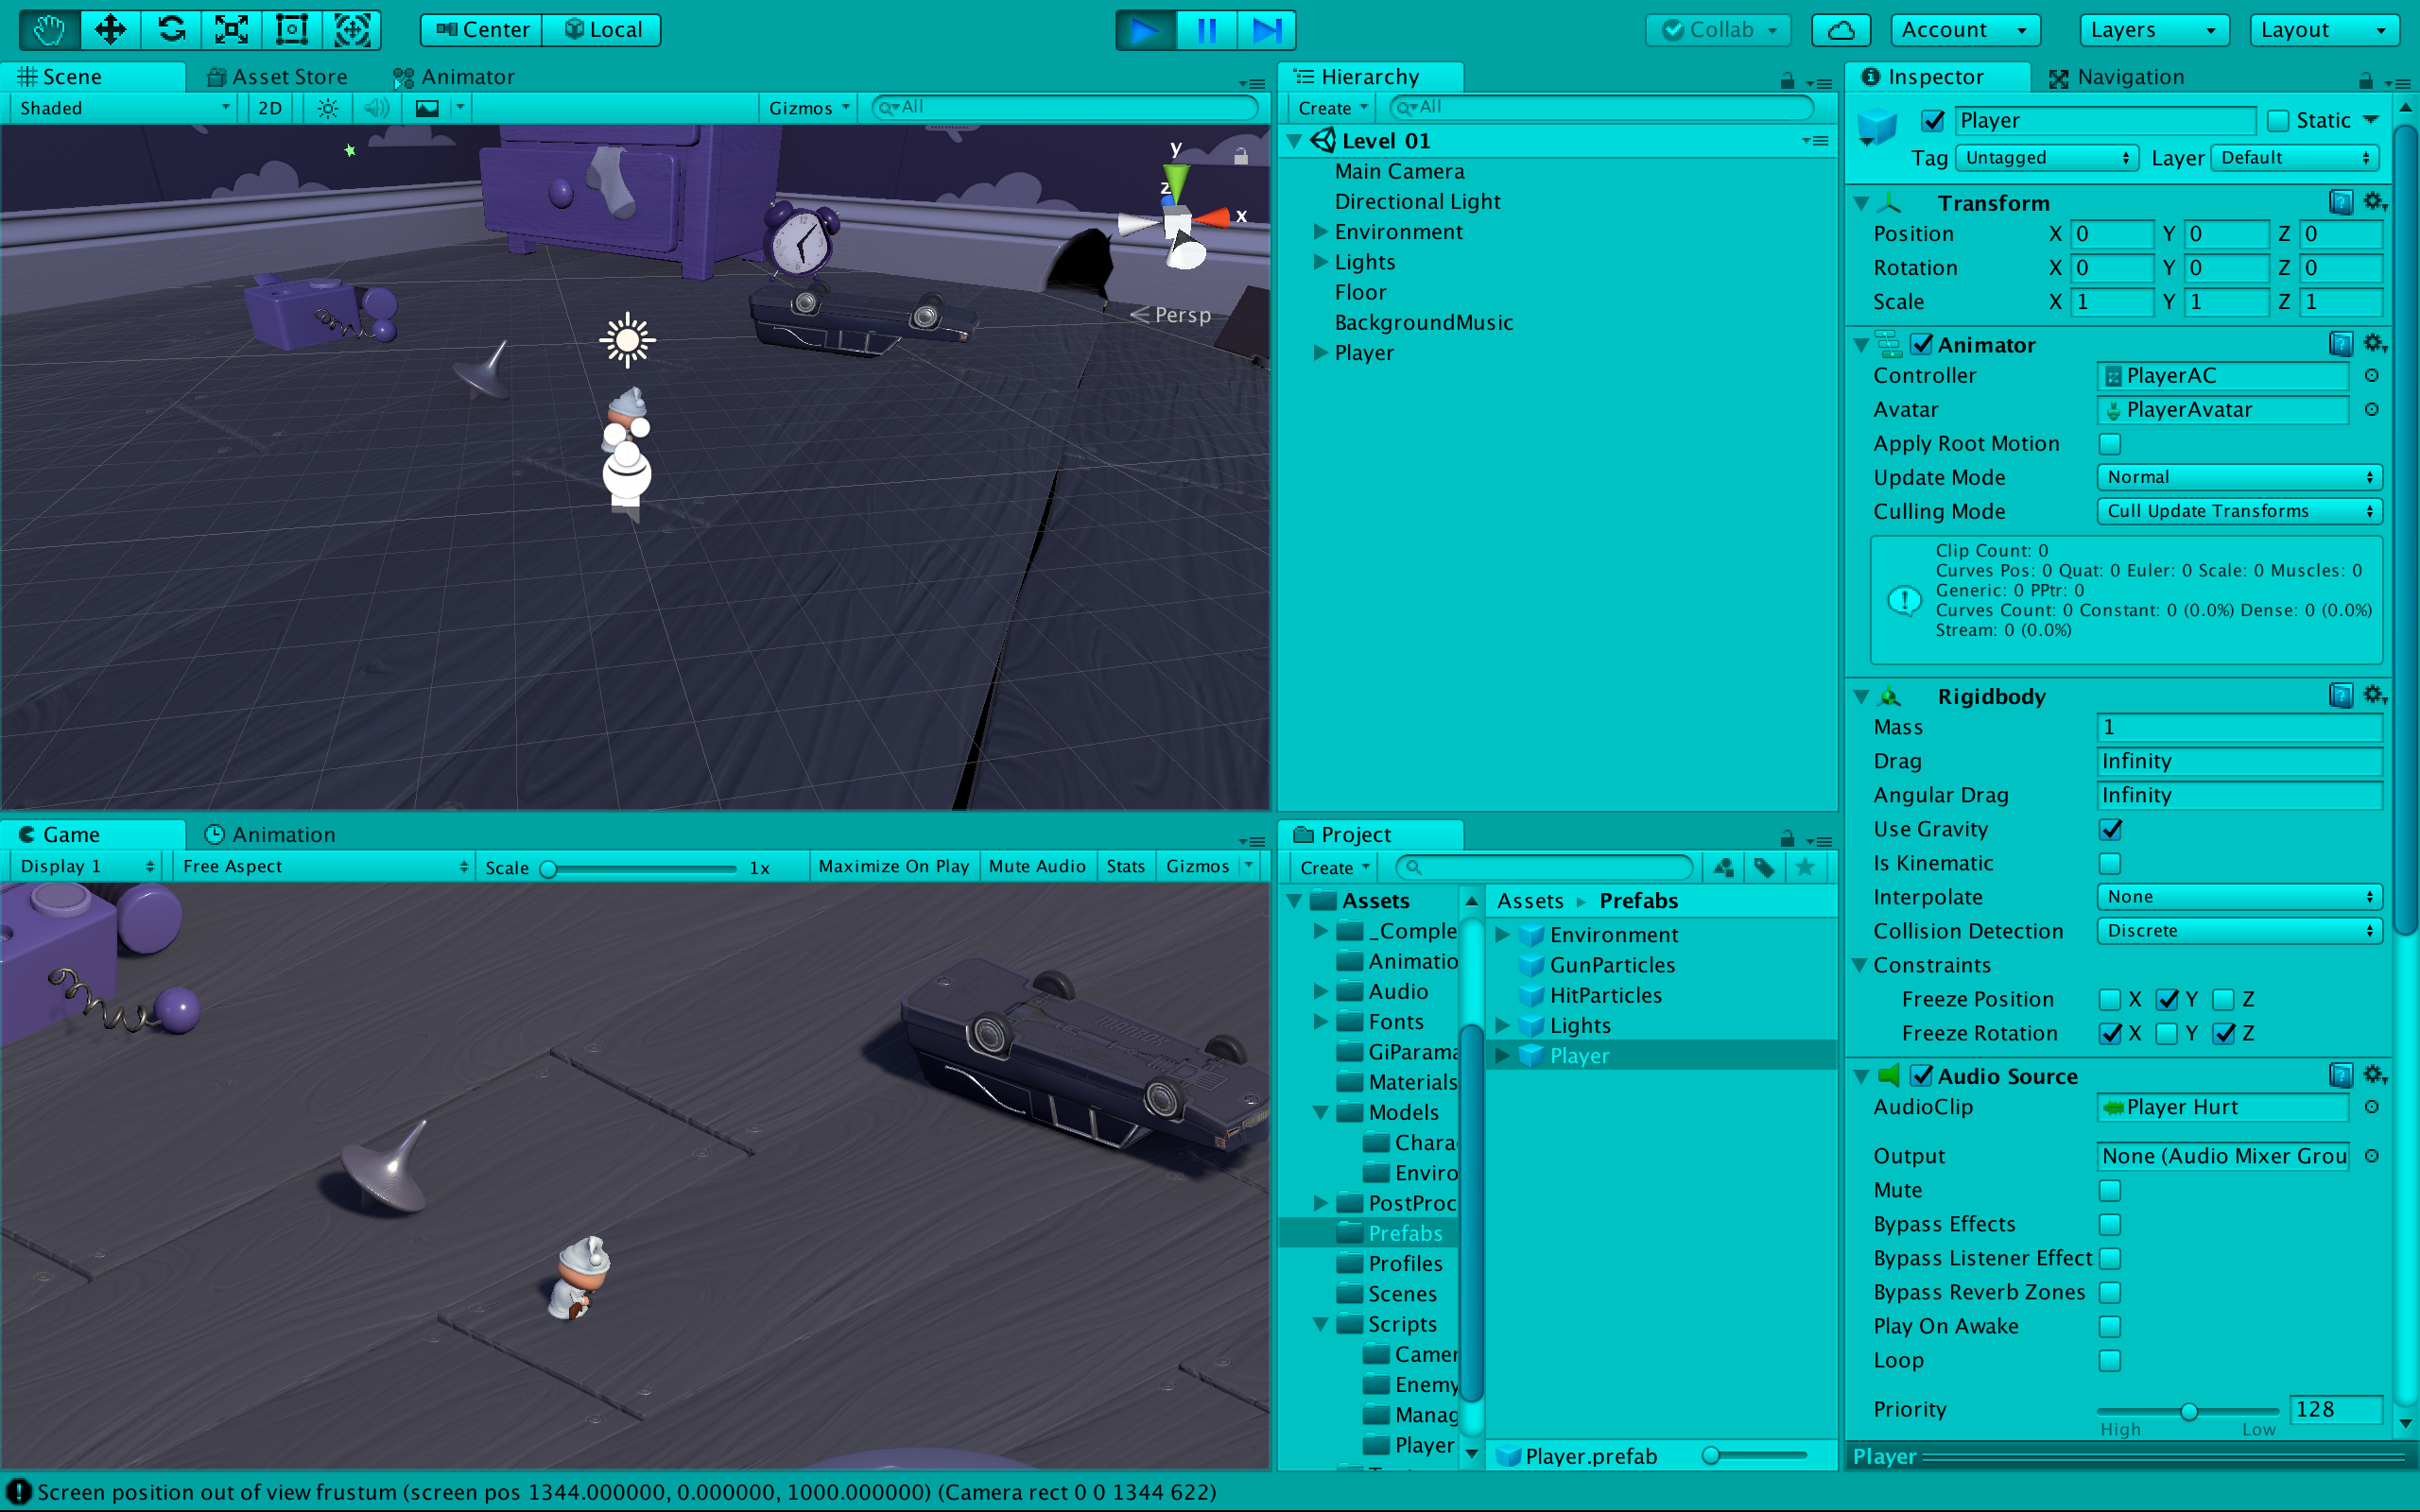 Center Local Collab Account Layers Layout
Scene Asset Store Animator
Shaded 2D Gizmos All
y
z
x
Persp
Game Animation
Display 1 Free Aspect Scale 1x Maximize On Play Mute Audio Stats Gizmos
Hierarchy
Create All
Level 01
Main Camera
Directional Light
Environment
Lights
Floor
BackgroundMusic
Player
Project
Create
Assets
_Comple
Animatio
Audio
Fonts
GiParama
Materials
Models
Chara
Enviro
PostProc
Prefabs
Profiles
Scenes
Scripts
Camer
Enemy
Manag
Player
Assets Prefabs
Environment
GunParticles
HitParticles
Lights
Player
Player.prefab
Inspector Navigation
Player Static
Tag Untagged Layer Default
Transform
Position X 0 Y 0 Z 0
Rotation X 0 Y 0 Z 0
Scale X 1 Y 1 Z 1
Animator
Controller PlayerAC
Avatar PlayerAvatar
Apply Root Motion
Update Mode Normal
Culling Mode Cull Update Transforms
Clip Count: 0
Curves Pos: 0 Quat: 0 Euler: 0 Scale: 0 Muscles: 0
Generic: 0 PPtr: 0
Curves Count: 0 Constant: 0 (0.0%) Dense: 0 (0.0%)
Stream: 0 (0.0%)
Rigidbody
Mass 1
Drag Infinity
Angular Drag Infinity
Use Gravity
Is Kinematic
Interpolate None
Collision Detection Discrete
Constraints
Freeze Position X Y Z
Freeze Rotation X Y Z
Audio Source
AudioClip Player Hurt
Output None (Audio Mixer Grou
Mute
Bypass Effects
Bypass Listener Effect
Bypass Reverb Zones
Play On Awake
Loop
Priority 128
High Low
Player
Screen position out of view frustum (screen pos 1344.000000, 0.000000, 1000.000000) (Camera rect 0 0 1344 622)